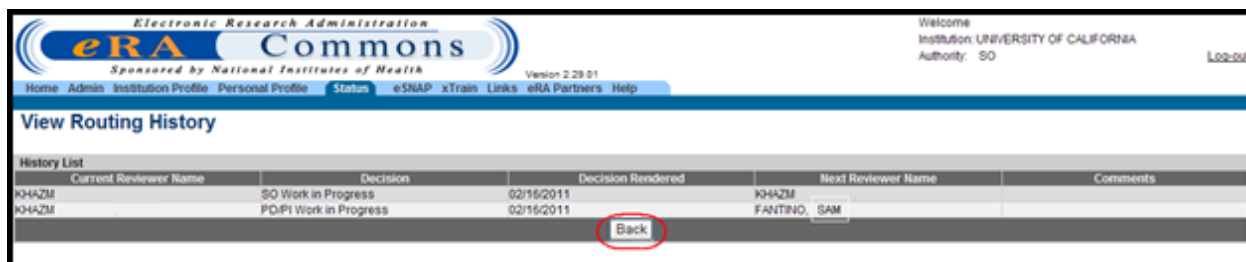 Electronic Research Administration
eRA Commons
Sponsored by National Institutes of Health
Version 2.29.01
Welcome
Institution: UNIVERSITY OF CALIFORNIA
Authority: SO
Log-out
Home Admin Institution Profile Personal Profile Status eSNAP xTrain Links eRA Partners Help
View Routing History
History List
Current Reviewer Name Decision Decision Rendered Next Reviewer Name Comments
KHAZM SO Work in Progress 02/16/2011 KHAZM
KHAZM PD/PI Work in Progress 02/16/2011 FANTINO, SAM
Back